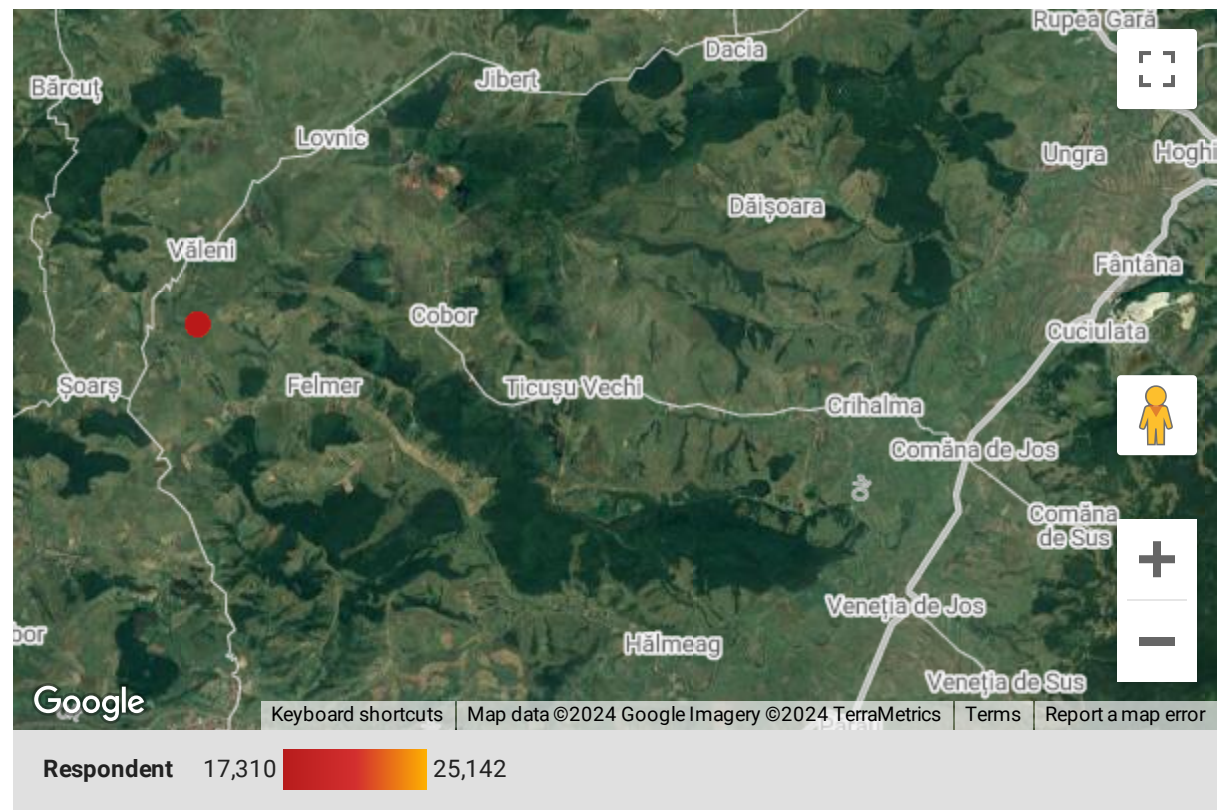 Rupea Gară
Dacia
Bărcuț
Jibert
Lovnic
Ungra
Hoghi
Dăișoara
Văleni
Fântâna
Cobor
Cuciulata
Șoarș
Felmer
Ticușu Vechi
Crihalma
Comăna de Jos
Comăna
de Sus
Veneția de Jos
bor
Hălmeag
Veneția de Sus
Google
Keyboard shortcuts
Map data ©2024 Google Imagery ©2024 TerraMetrics
Terms
Report a map error
Respondent 17,310 25,142